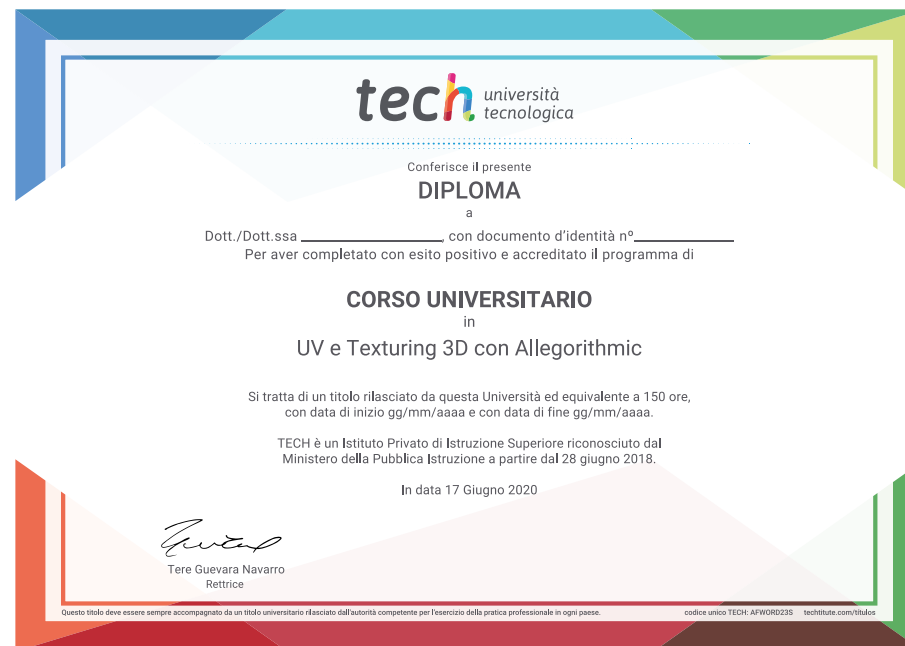 tech università
tecnologica
Conferisce il presente
DIPLOMA
a
Dott./Dott.ssa ____________________, con documento d'identità nº______________
Per aver completato con esito positivo e accreditato il programma di
CORSO UNIVERSITARIO
in
UV e Texturing 3D con Allegorithmic
Si tratta di un titolo rilasciato da questa Università ed equivalente a 150 ore,
con data di inizio gg/mm/aaaa e con data di fine gg/mm/aaaa.
TECH è un Istituto Privato di Istruzione Superiore riconosciuto dal
Ministero della Pubblica Istruzione a partire dal 28 giugno 2018.
In data 17 Giugno 2020
Tere Guevara Navarro
Rettrice
Questo titolo deve essere sempre accompagnato da un titolo universitario rilasciato dall'autorità competente per l'esercizio della pratica professionale in ogni paese. codice unico TECH: AFWORD23S techtitute.com/titulos